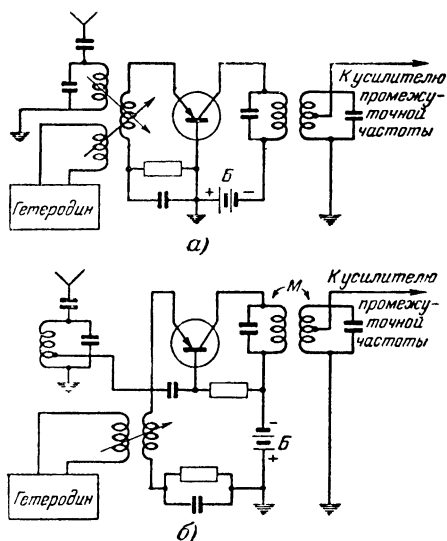 К усилителю
промежу-
точной
частоты
Б
+ -
Гетеродин
а)
М
К усилителю
промежу-
точной
частоты
-
Б
+
Гетеродин
б)